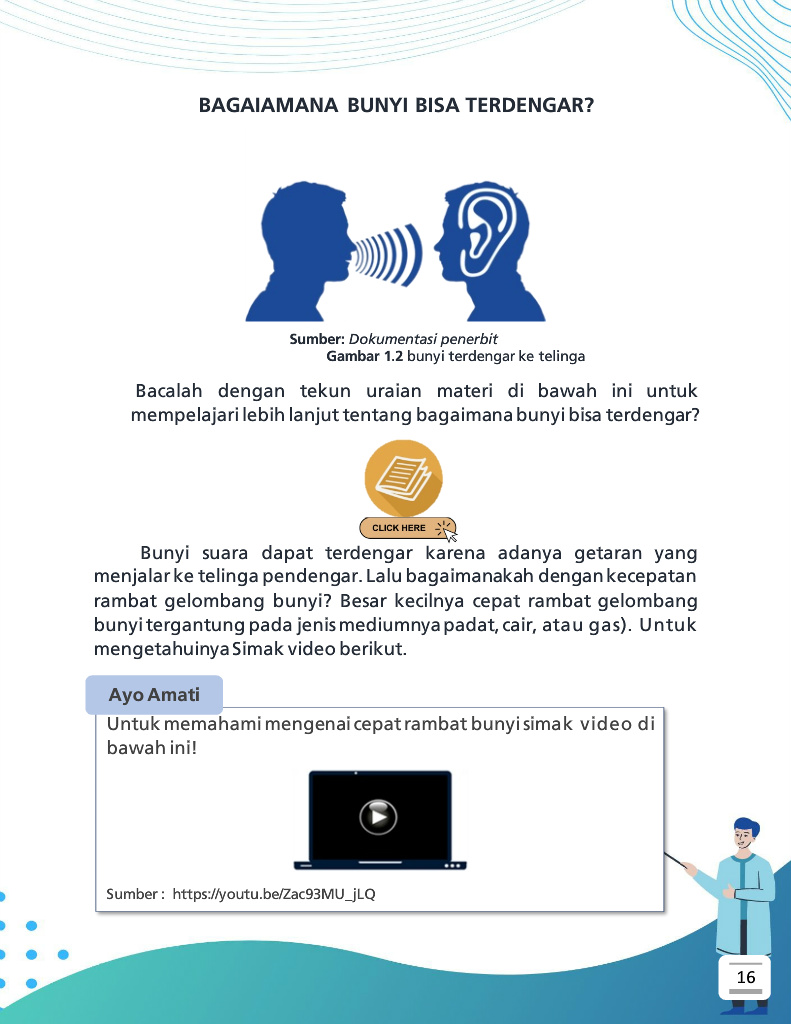 BAGAIAMANA BUNYI BISA TERDENGAR?
Sumber: Dokumentasi penerbit
Gambar 1.2 bunyi terdengar ke telinga
Bacalah dengan tekun uraian materi di bawah ini untuk
mempelajari lebih lanjut tentang bagaimana bunyi bisa terdengar?
CLICK HERE
Bunyi suara dapat terdengar karena adanya getaran yang
menjalar ke telinga pendengar. Lalu bagaimanakah dengan kecepatan
rambat gelombang bunyi? Besar kecilnya cepat rambat gelombang
bunyi tergantung pada jenis mediumnya padat, cair, atau gas). Untuk
mengetahuinya Simak video berikut.
Ayo Amati
Untuk memahami mengenai cepat rambat bunyi simak video di
bawah ini!
Sumber : https://youtu.be/Zac93MU_jLQ
16